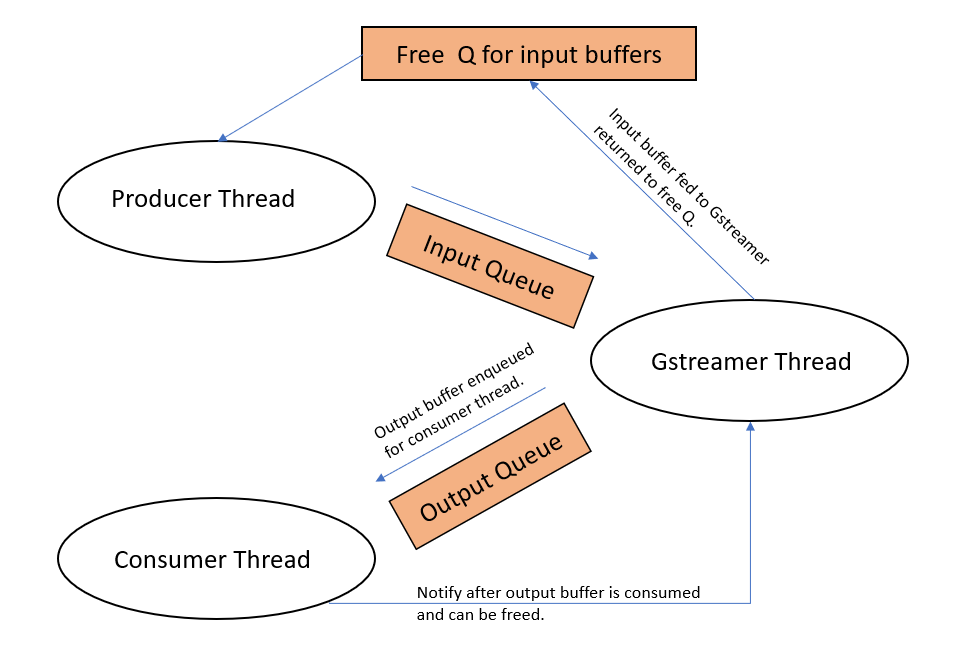 Free  Q for input buffers
Producer Thread
Input buffer fed to Gstreamer
returned to free Q.
Input Queue
Gstreamer Thread
Output buffer enqueued
for consumer thread.
Output Queue
Consumer Thread
Notify after output buffer is consumed
and can be freed.